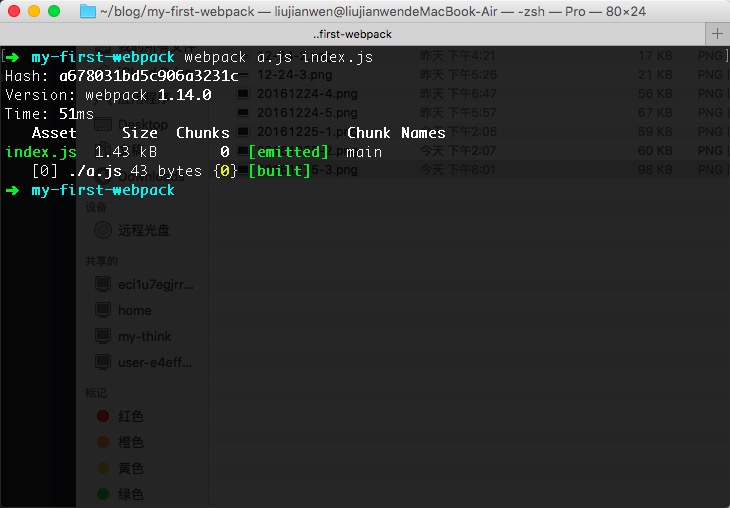 ~/blog/my-first-webpack — liujianwen@liujianwendeMacBook-Air — -zsh — Pro — 80×24
..first-webpack
[➜ my-first-webpack webpack a.js index.js ]
Hash: a678031bd5c906a3231c
Version: webpack 1.14.0
Time: 51ms
Asset Size Chunks Chunk Names
index.js 1.43 kB 0 [emitted] main
[0] ./a.js 43 bytes {0} [built]
➜ my-first-webpack
昨天 下午4:21 17 KB PNG
12-24-3.png 昨天 下午5:26 21 KB PNG
20161224-4.png 昨天 下午6:47 56 KB PNG
Desktop 20161224-5.png 昨天 下午5:57 67 KB PNG
20161225-1.png 今天 下午2:05 59 KB PNG
今天 下午2:07 60 KB PNG
5-3.png 今天 下午8:01 98 KB PNG
设备
远程光盘
共享的
eci1u7egjrr...
home
my-think
user-e4eff...
标记
红色
橙色
黄色
绿色